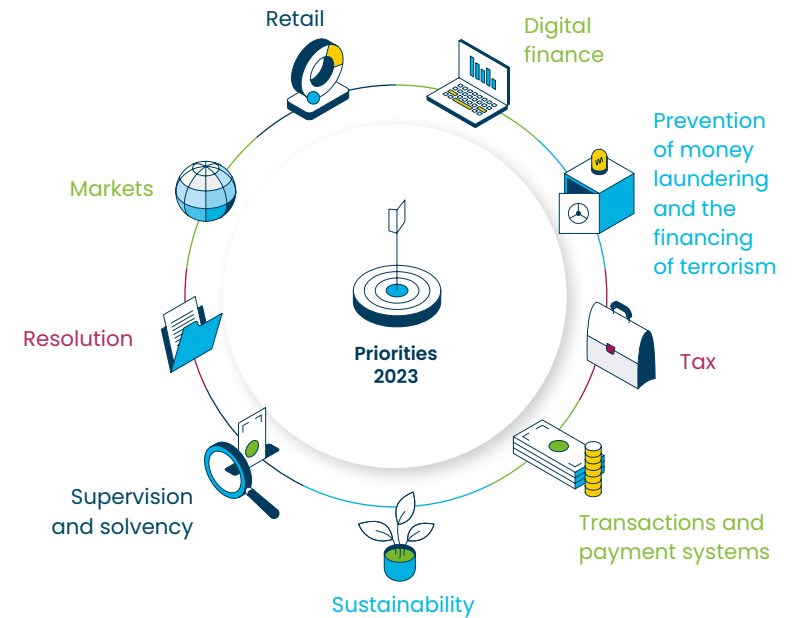 Retail
Digital
finance
Prevention
of money
laundering
and the
financing
of terrorism
Markets
Resolution
Priorities
2023
Tax
Supervision
and solvency
Transactions and
payment systems
Sustainability